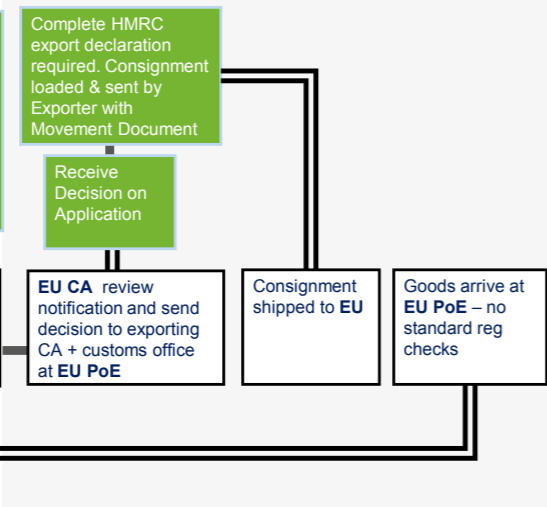 Complete HMRC
export declaration
required. Consignment
loaded & sent by
Exporter with
Movement Document
Receive
Decision on
Application
EU CA review
notification and send
decision to exporting
CA + customs office
at EU PoE
Consignment
shipped to EU
Goods arrive at
EU PoE – no
standard reg
checks